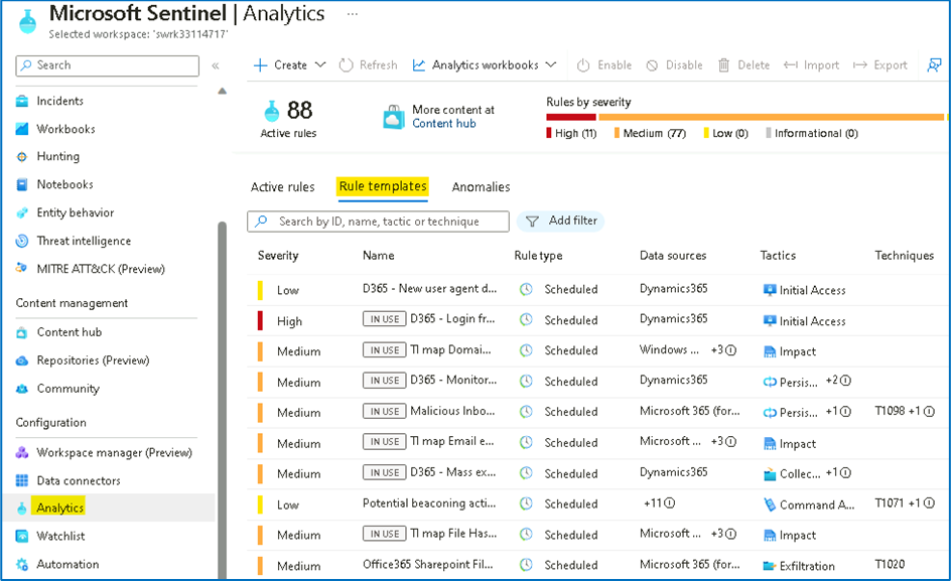 Microsoft Sentinel | Analytics ...
Selected workspace: 'swrk33114717'
Search «
Incidents
Workbooks
Hunting
Notebooks
Entity behavior
Threat intelligence
MITRE ATT&CK (Preview)
Content management
Content hub
Repositories (Preview)
Community
Configuration
Workspace manager (Preview)
Data connectors
Analytics
Watchlist
Automation
Create Refresh Analytics workbooks Enable Disable Delete Import Export
88
Active rules
More content at
Content hub
Rules by severity
High (11) Medium (77) Low (0) Informational (0)
Active rules Rule templates Anomalies
Search by ID, name, tactic or technique Add filter
Severity Name Rule type Data sources Tactics Techniques
Low D365 - New user agent d... Scheduled Dynamics365 Initial Access
High IN USE D365 - Login fr... Scheduled Dynamics365 Initial Access
Medium IN USE TI map Domai... Scheduled Windows ... +3 Impact
Medium IN USE D365 - Monitor... Scheduled Dynamics365 Persis... +2
Medium IN USE Malicious Inbo... Scheduled Microsoft 365 (for... Persis... +1 T1098 +1
Medium IN USE TI map Email e... Scheduled Microsoft ... +3 Impact
Medium IN USE D365 - Mass ex... Scheduled Dynamics365 Collec... +1
Low Potential beaconing acti... Scheduled +11 Command A... T1071 +1
Medium IN USE TI map File Has... Scheduled Microsoft ... +3 Impact
Medium Office365 Sharepoint Fil... Scheduled Microsoft 365 (for... Exfiltration T1020